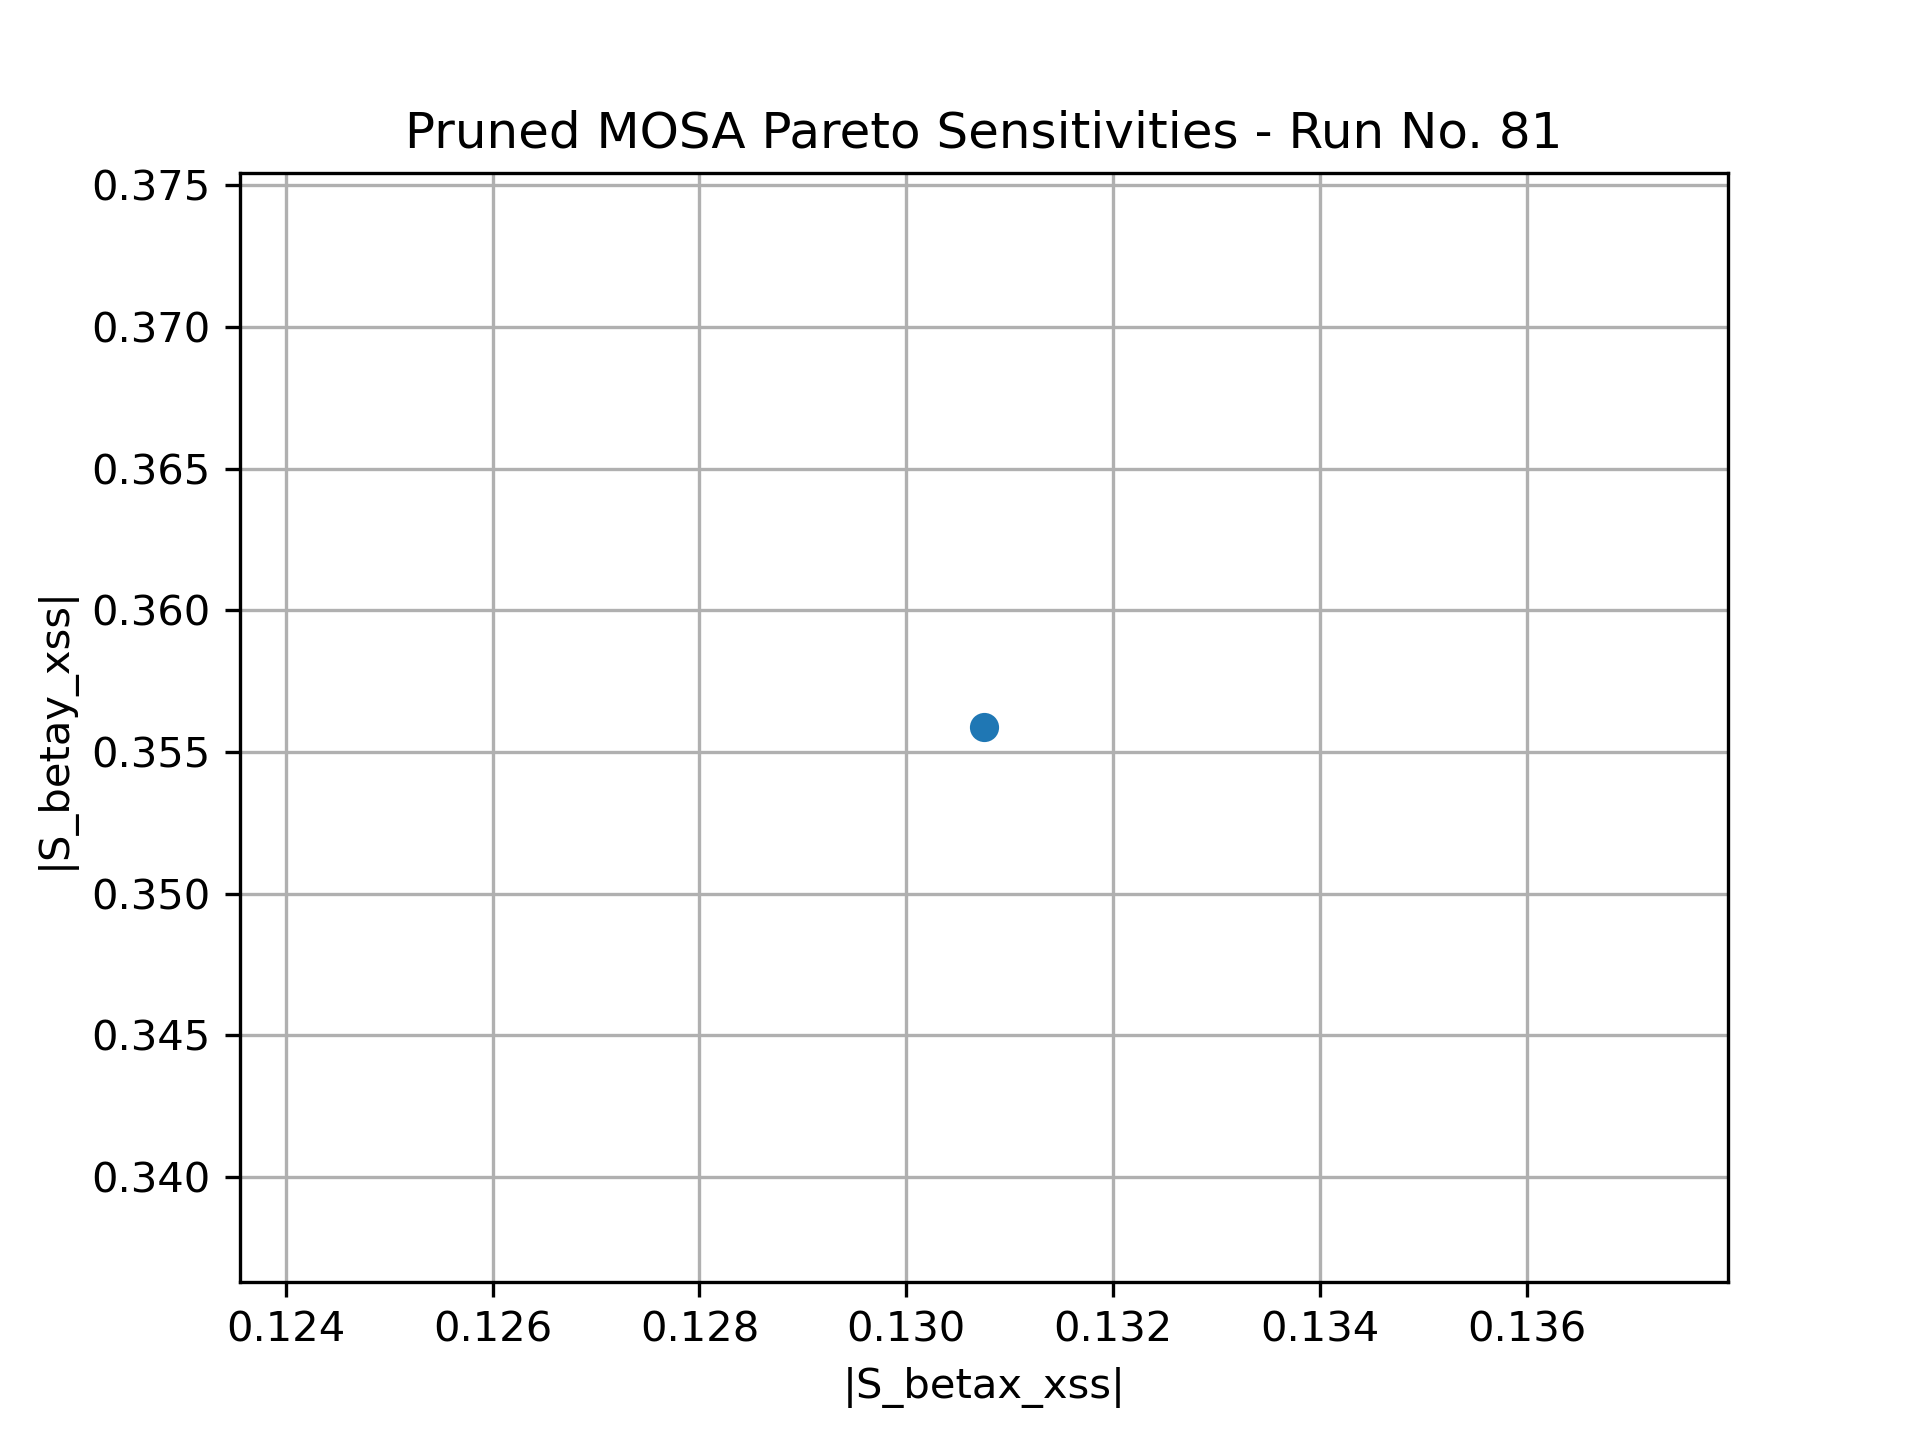 Pruned MOSA Pareto Sensitivities - Run No. 81
0.375
0.370
0.365
0.360
0.355
0.350
0.345
0.340
|S_betay_xss|
0.124 0.126 0.128 0.130 0.132 0.134 0.136
|S_betax_xss|